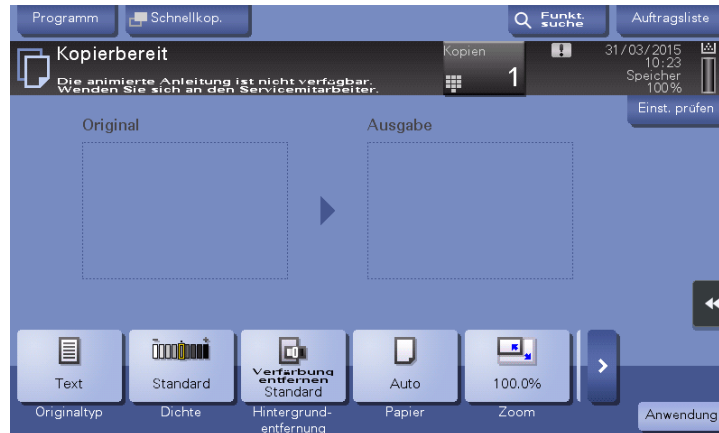 Programm
Schnellkop.
Funkt.
suche
Auftragsliste
Kopierbereit
Die animierte Anleitung ist nicht verfügbar.
Wenden Sie sich an den Servicemitarbeiter.
Kopien
1
31/03/2015
10:23
Speicher
100%
Einst. prüfen
Original
Ausgabe
Text
Standard
Verfärbung
entfernen
Standard
Auto
100.0%
Originaltyp
Dichte
Hintergrund-
entfernung
Papier
Zoom
Anwendung